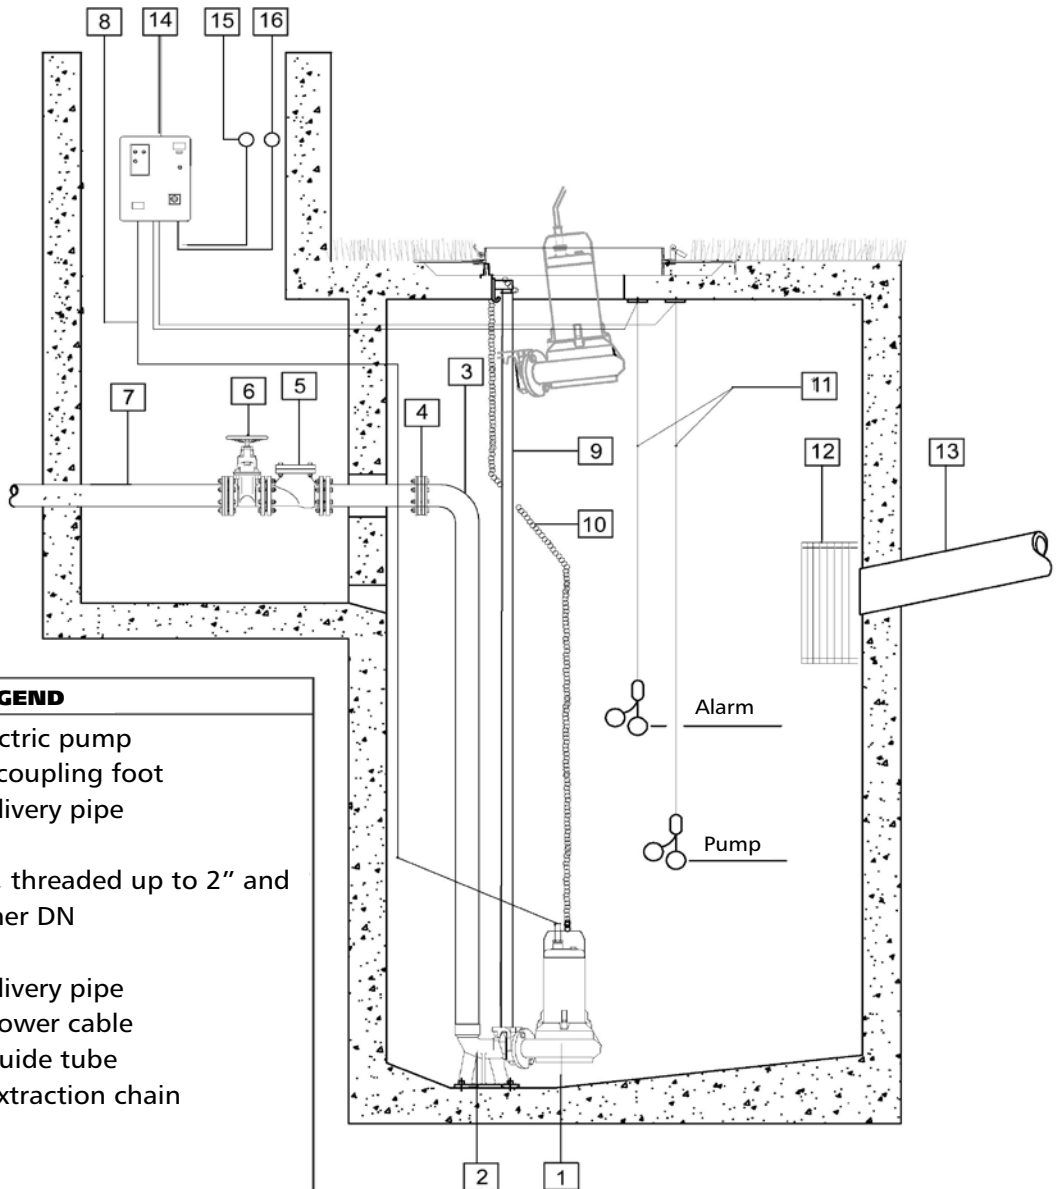 8
14
15
16
3
5
6
7
4
11
9
12
13
10
GEND
ctric pump
coupling foot
livery pipe
threaded up to 2” and
her DN
livery pipe
ower cable
uide tube
xtraction chain
Alarm
Pump
2
1